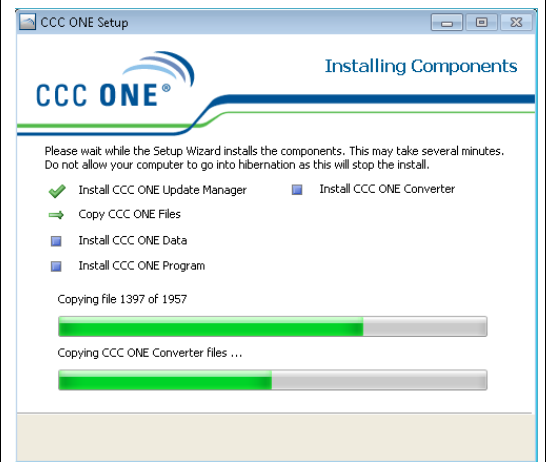 CCC ONE Setup
Installing Components
CCC ONE®
Please wait while the Setup Wizard installs the components. This may take several minutes.
Do not allow your computer to go into hibernation as this will stop the install.
Install CCC ONE Update Manager
Install CCC ONE Converter
Copy CCC ONE Files
Install CCC ONE Data
Install CCC ONE Program
Copying file 1397 of 1957
Copying CCC ONE Converter files ...